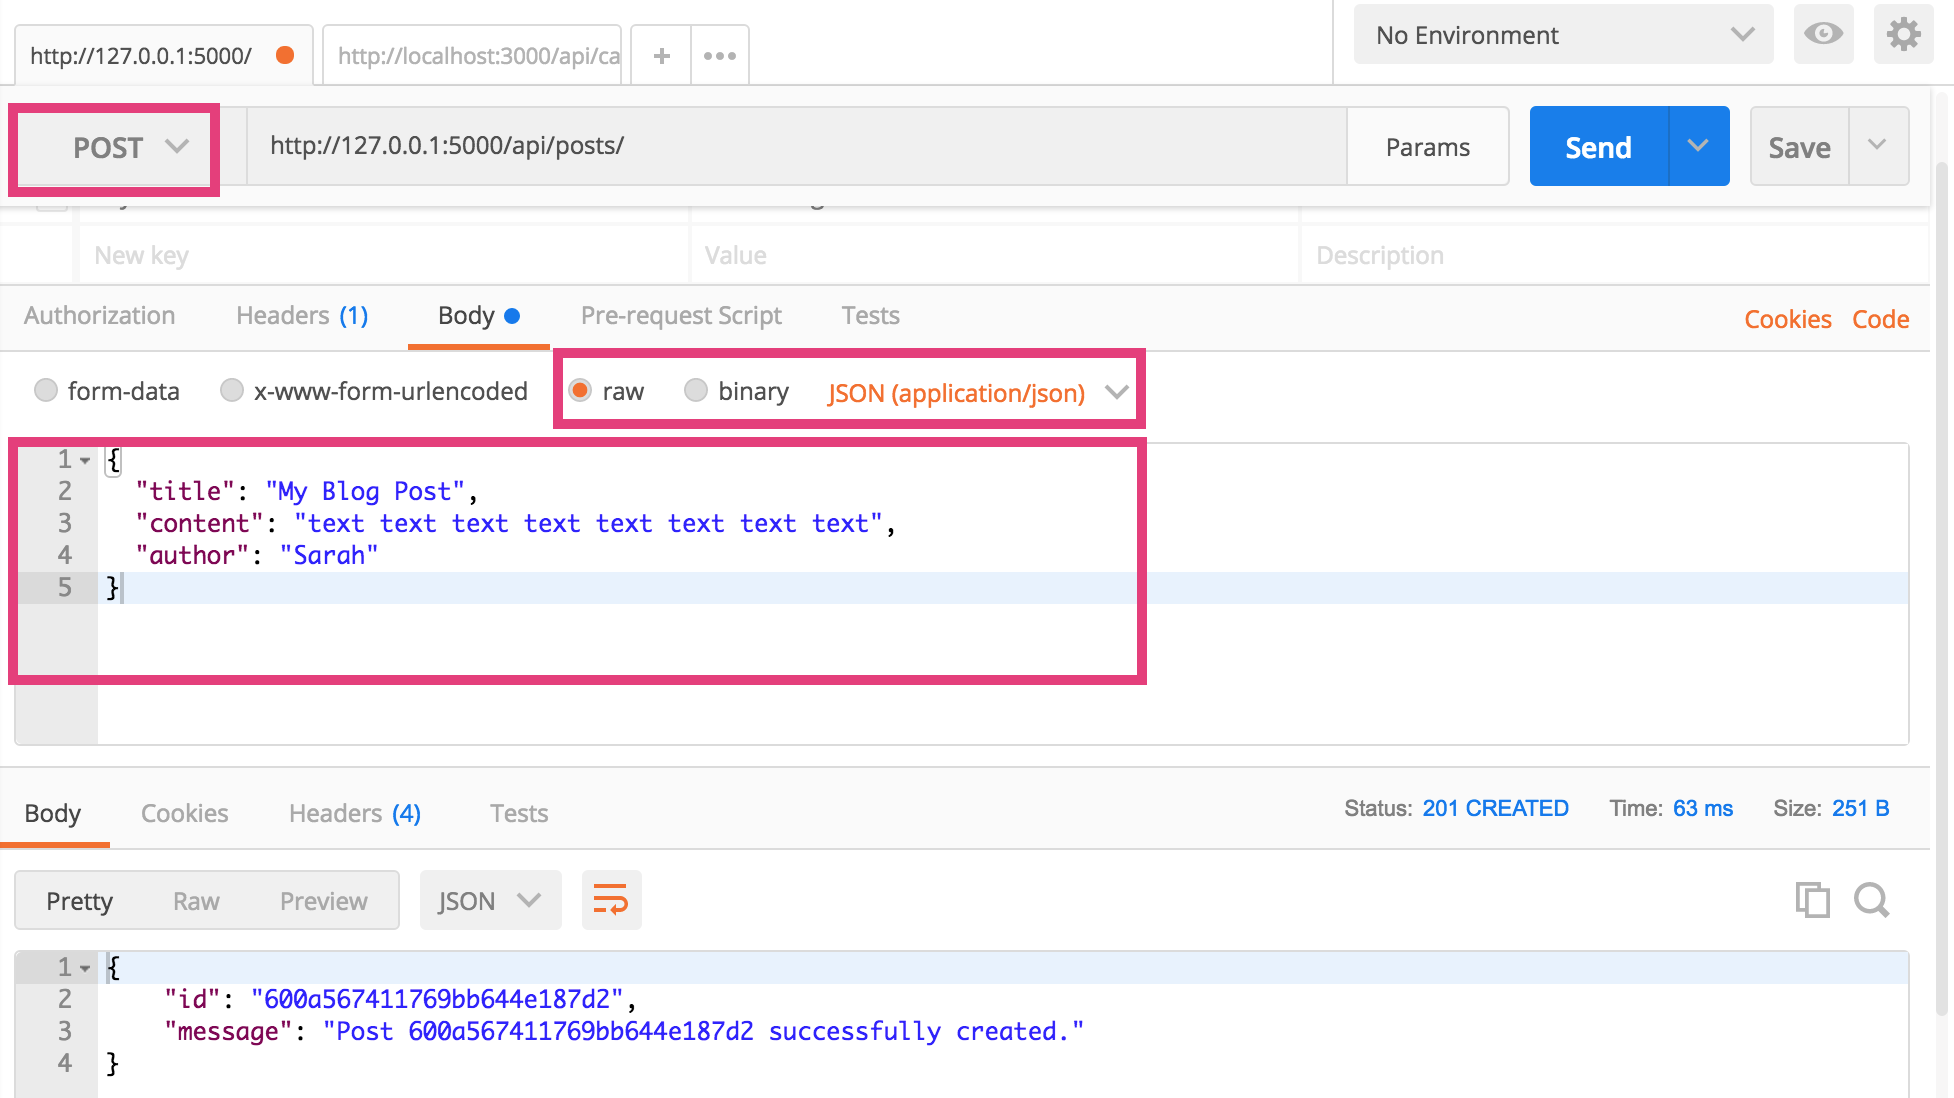 http://127.0.0.1:5000/ http://localhost:3000/api/ca + ••• No Environment
POST http://127.0.0.1:5000/api/posts/ Params Send Save
New key Value Description
Authorization Headers (1) Body Pre-request Script Tests Cookies Code
form-data x-www-form-urlencoded raw binary JSON (application/json)
1 {
2 "title": "My Blog Post",
3 "content": "text text text text text text text text",
4 "author": "Sarah"
5 }
Body Cookies Headers (4) Tests Status: 201 CREATED Time: 63 ms Size: 251 B
Pretty Raw Preview JSON
1 {
2 "id": "600a567411769bb644e187d2",
3 "message": "Post 600a567411769bb644e187d2 successfully created."
4 }